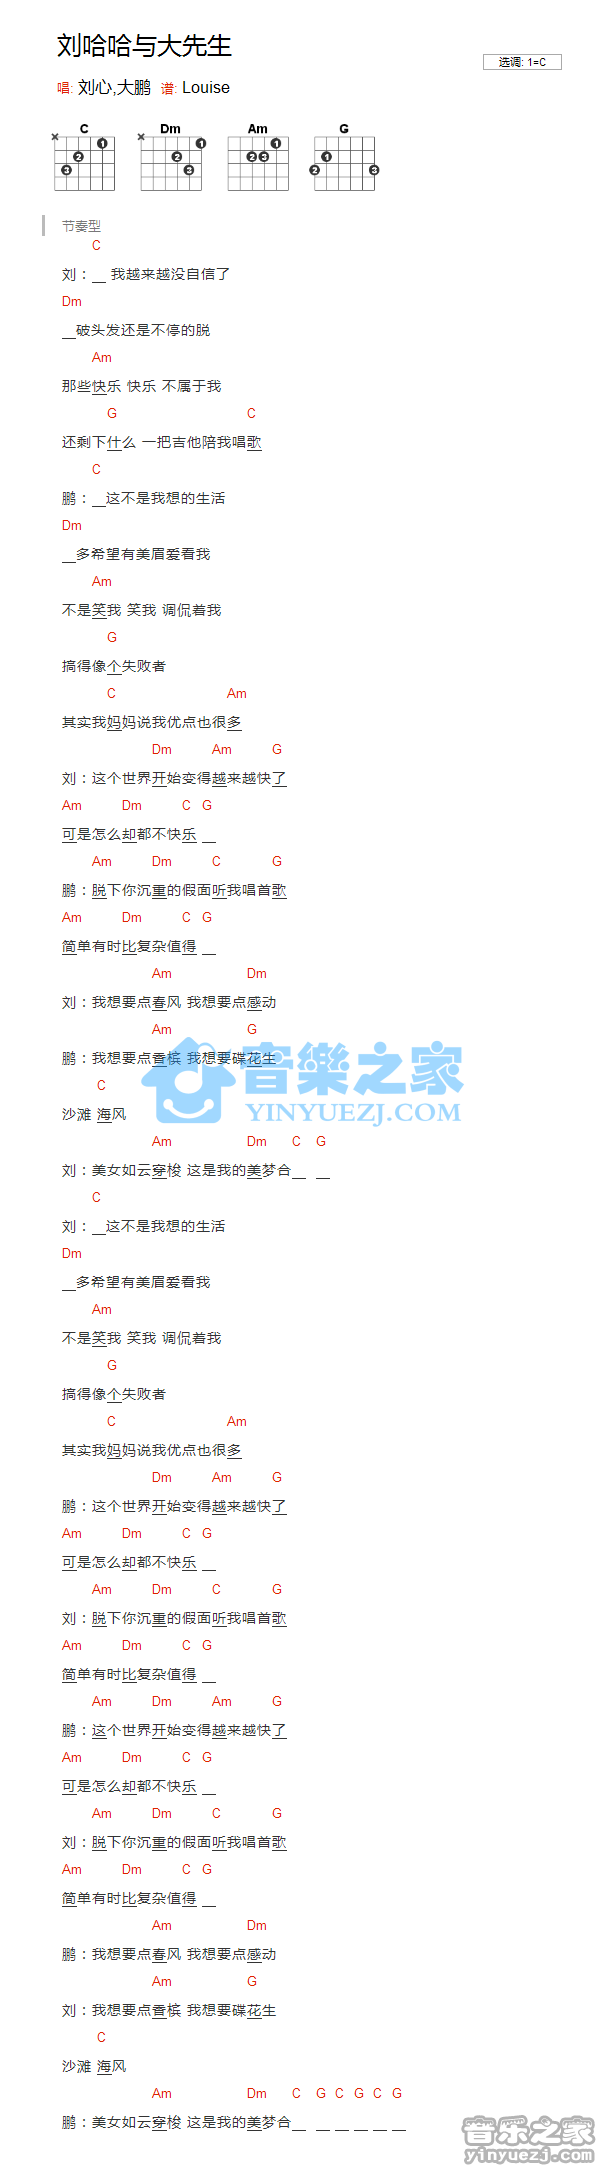 刘哈哈与大先生
选调: 1=C
唱: 刘心,大鹏 谱: Louise
C Dm Am G
节奏型
C
刘：__ 我越来越没自信了
Dm
__破头发还是不停的脱
Am
那些快乐 快乐 不属于我
G C
还剩下什么 一把吉他陪我唱歌
C
鹏：__这不是我想的生活
Dm
__多希望有美眉爱看我
Am
不是笑我 笑我 调侃着我
G
搞得像个失败者
C Am
其实我妈妈说我优点也很多
Dm Am G
刘：这个世界开始变得越来越快了
Am Dm C G
可是怎么却都不快乐 __
Am Dm C G
鹏：脱下你沉重的假面听我唱首歌
Am Dm C G
简单有时比复杂值得 __
Am Dm
刘：我想要点春风 我想要点感动
Am G
鹏：我想要点香槟 我想要碟花生
C
沙滩 海风
Am Dm C G
刘：美女如云穿梭 这是我的美梦合__ __
C
刘：__这不是我想的生活
Dm
__多希望有美眉爱看我
Am
不是笑我 笑我 调侃着我
G
搞得像个失败者
C Am
其实我妈妈说我优点也很多
Dm Am G
鹏：这个世界开始变得越来越快了
Am Dm C G
可是怎么却都不快乐 __
Am Dm C G
刘：脱下你沉重的假面听我唱首歌
Am Dm C G
简单有时比复杂值得 __
Am Dm Am G
鹏：这个世界开始变得越来越快了
Am Dm C G
可是怎么却都不快乐 __
Am Dm C G
刘：脱下你沉重的假面听我唱首歌
Am Dm C G
简单有时比复杂值得 __
Am Dm
鹏：我想要点春风 我想要点感动
Am G
刘：我想要点香槟 我想要碟花生
C
沙滩 海风
Am Dm C G C G C G
鹏：美女如云穿梭 这是我的美梦合__ __ __ __ __ __
音樂之家
YINYUEZJ.COM
音乐之家
yinyuezj.com